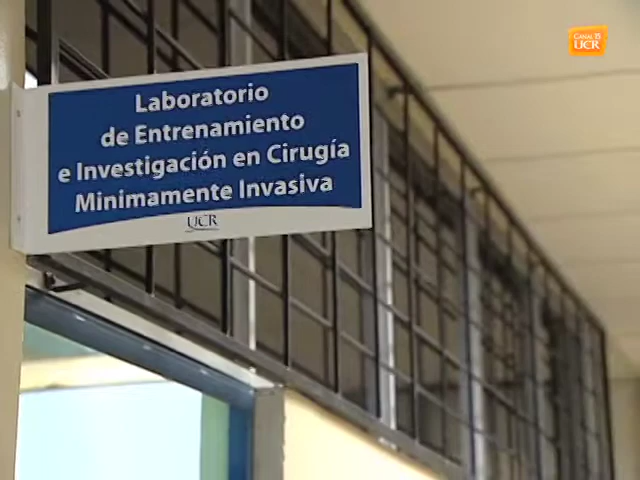 CANAL 15
UCR
Laboratorio
de Entrenamiento
e Investigación en Cirugía
Minimamente Invasiva
UCR